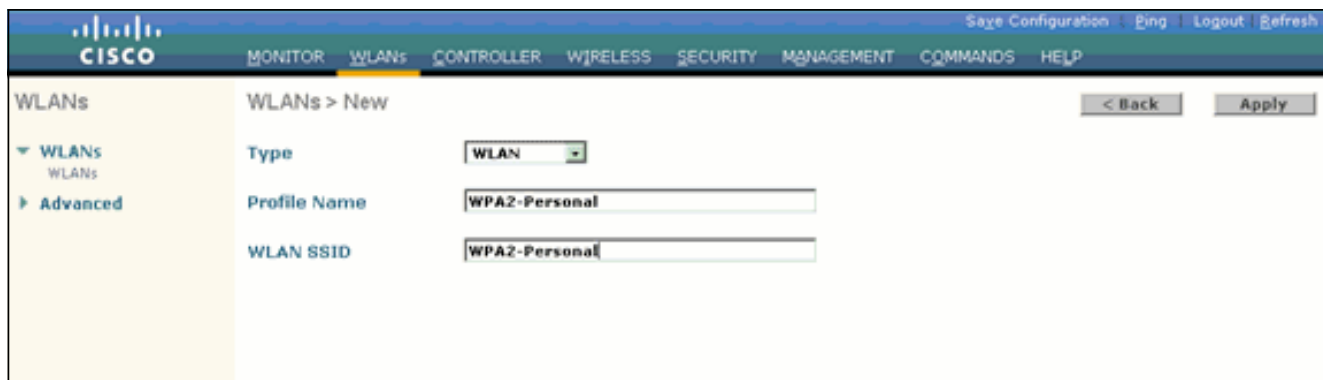 Save Configuration | Ping | Logout | Refresh
CISCO
MONITOR WLANs CONTROLLER WIRELESS SECURITY MANAGEMENT COMMANDS HELP
WLANs
WLANs > New
< Back
Apply
WLANs
WLANs
Advanced
Type WLAN
Profile Name WPA2-Personal
WLAN SSID WPA2-Personal